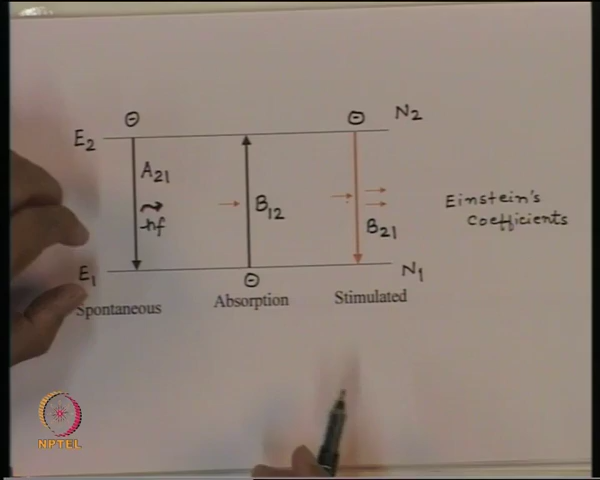 E2
N2
A21
hf
B12
B21
Einstein's
Coefficients
E1
N1
Spontaneous
Absorption
Stimulated
NPTEL